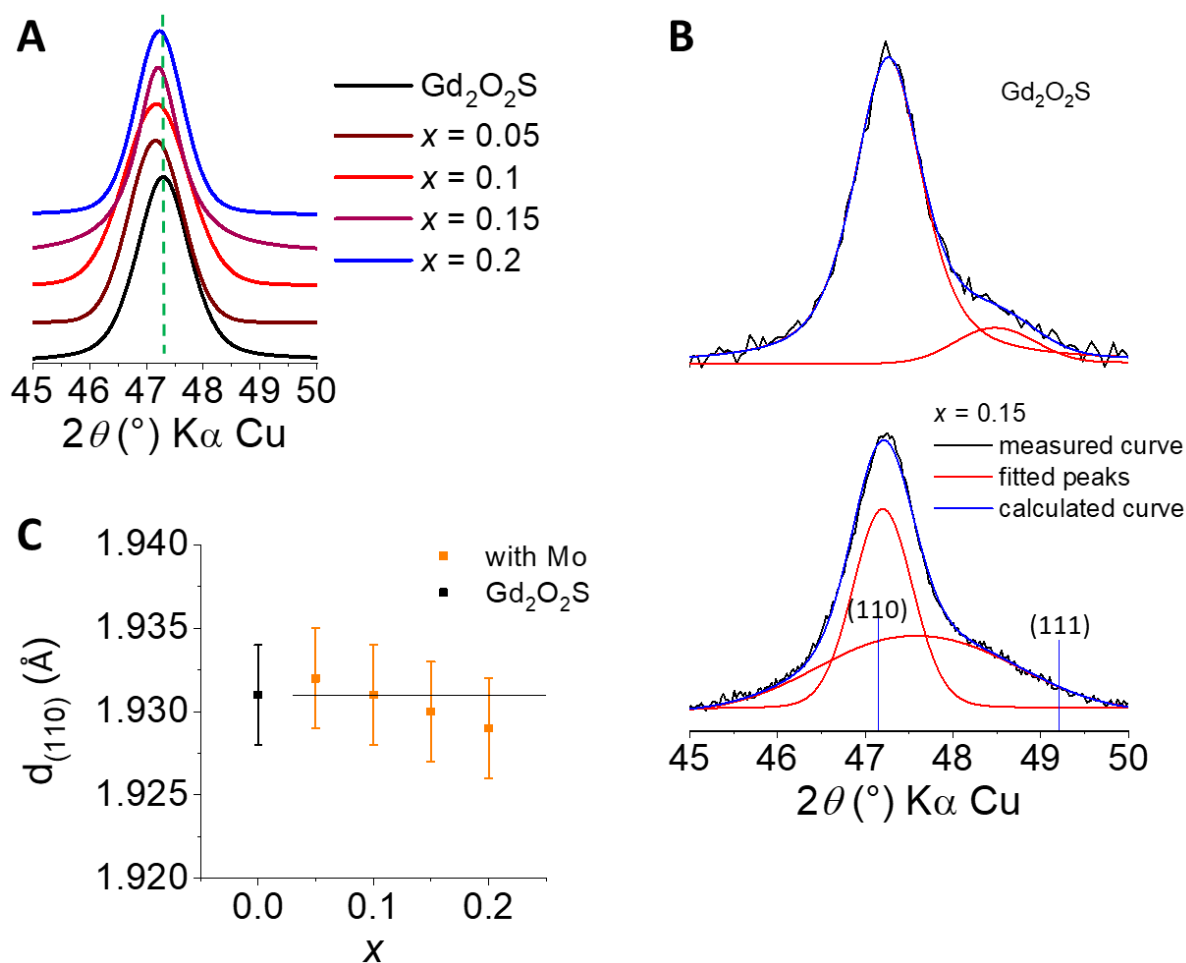 A
Gd2O2S
x = 0.05
x = 0.1
x = 0.15
x = 0.2
45 46 47 48 49 50
2θ (°) Kα Cu
B
Gd2O2S
x = 0.15
measured curve
fitted peaks
calculated curve
(110)
(111)
45 46 47 48 49 50
2θ (°) Kα Cu
C
with Mo
Gd2O2S
1.940
1.935
1.930
1.925
1.920
d(110) (Å)
0.0 0.1 0.2
x